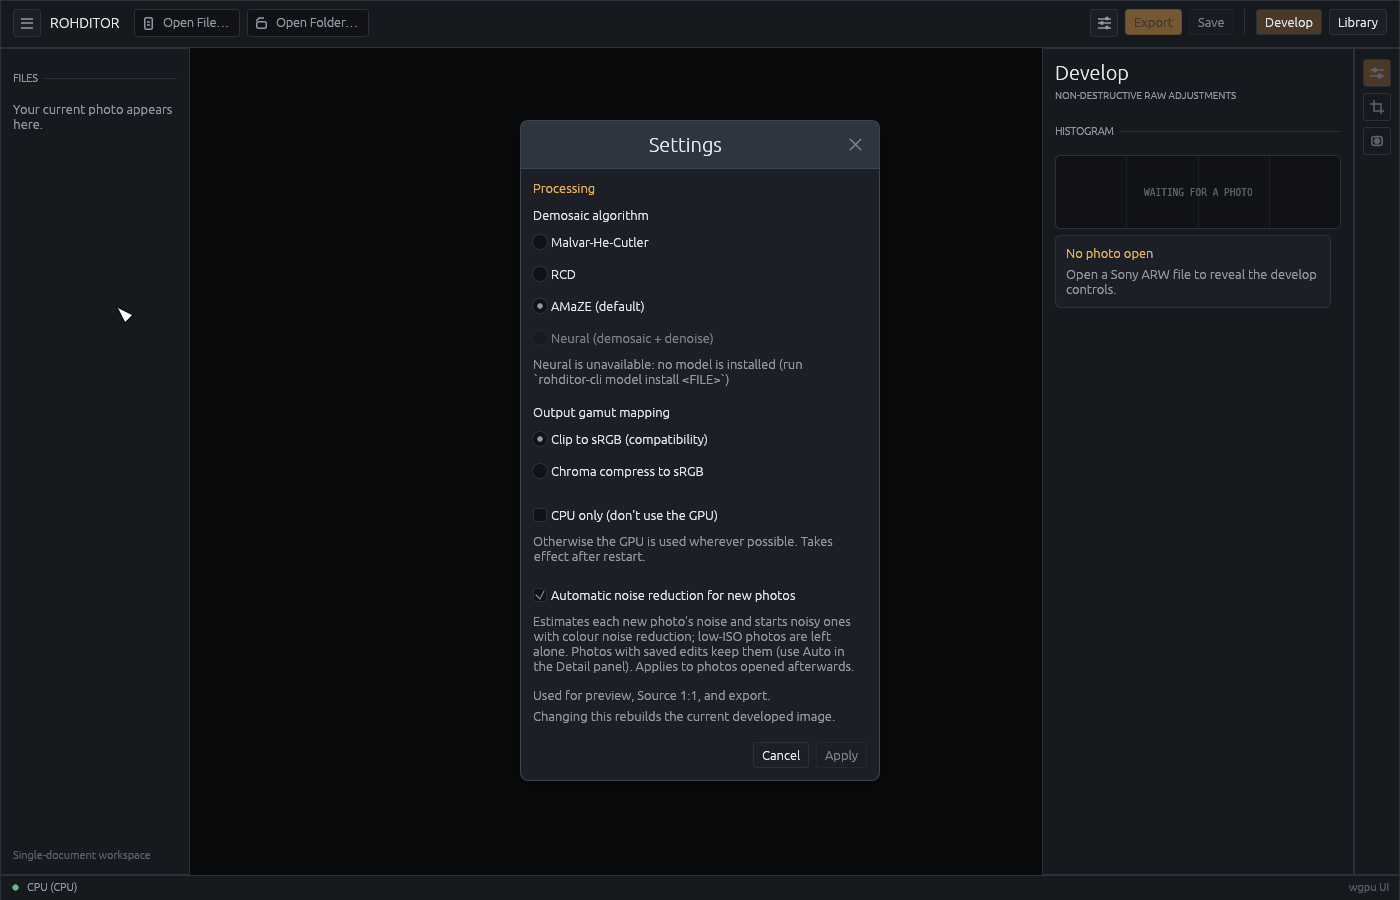 ROHDITOR
Open File...
Open Folder...
Export
Save
Develop
Library
FILES
Your current photo appears
here.
Single-document workspace
Settings
Processing
Demosaic algorithm
Malvar-He-Cutler
RCD
AMaZE (default)
Neural (demosaic + denoise)
Neural is unavailable: no model is installed (run
`rohditor-cli model install <FILE>`)
Output gamut mapping
Clip to sRGB (compatibility)
Chroma compress to sRGB
CPU only (don't use the GPU)
Otherwise the GPU is used wherever possible. Takes
effect after restart.
Automatic noise reduction for new photos
Estimates each new photo's noise and starts noisy ones
with colour noise reduction; low-ISO photos are left
alone. Photos with saved edits keep them (use Auto in
the Detail panel). Applies to photos opened afterwards.
Used for preview, Source 1:1, and export.
Changing this rebuilds the current developed image.
Cancel
Apply
Develop
NON-DESTRUCTIVE RAW ADJUSTMENTS
HISTOGRAM
WAITING FOR A PHOTO
No photo open
Open a Sony ARW file to reveal the develop
controls.
CPU (CPU)
wgpu UI